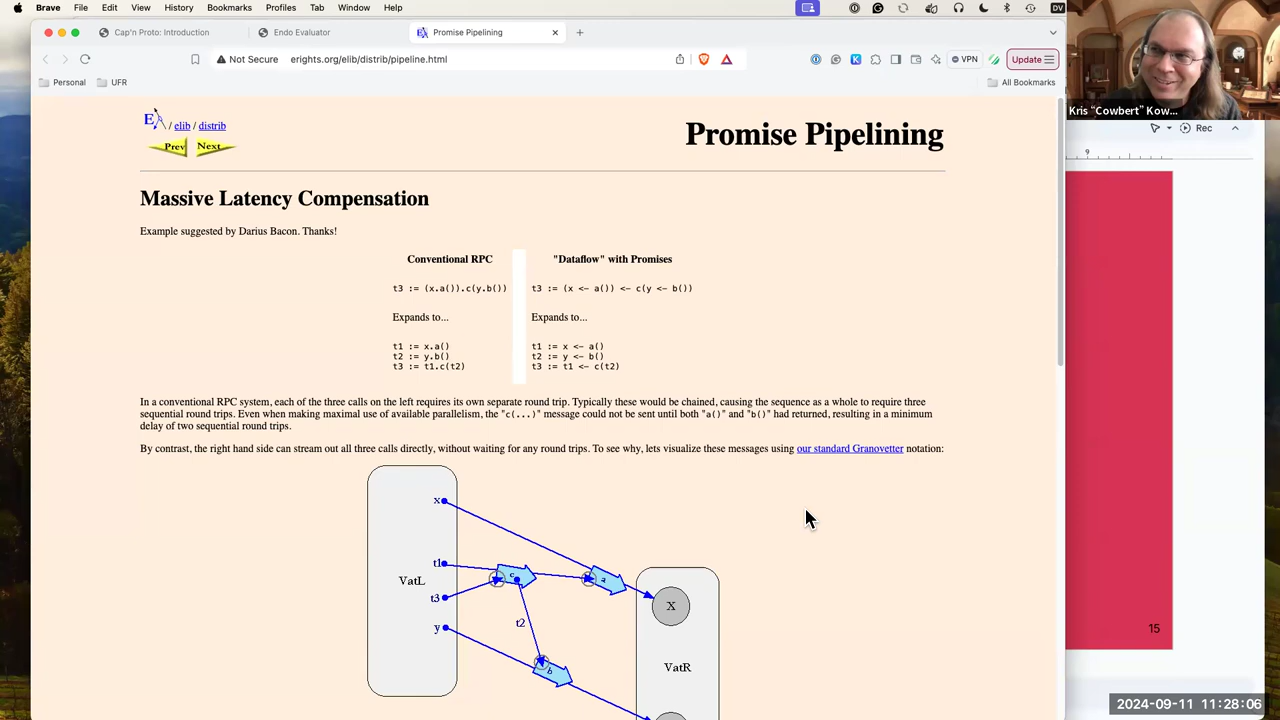 Brave File Edit View History Bookmarks Profiles Tab Window Help
DV
Cap'n Proto: Introduction
Endo Evaluator
Promise Pipelining
Not Secure erights.org/elib/distrib/pipeline.html
VPN
Update
Personal
UFR
All Bookmarks
Kris "Cowbert" Kow...
Rec
9
E / elib / distrib
Prev Next
Promise Pipelining
Massive Latency Compensation
Example suggested by Darius Bacon. Thanks!
Conventional RPC
"Dataflow" with Promises
t3 := (x.a()).c(y.b())
t3 := (x <- a()) <- c(y <- b())
Expands to...
Expands to...
t1 := x.a()
t2 := y.b()
t3 := t1.c(t2)
t1 := x <- a()
t2 := y <- b()
t3 := t1 <- c(t2)
In a conventional RPC system, each of the three calls on the left requires its own separate round trip. Typically these would be chained, causing the sequence as a whole to require three
sequential round trips. Even when making maximal use of available parallelism, the "c(...)" message could not be sent until both "a()" and "b()" had returned, resulting in a minimum
delay of two sequential round trips.
By contrast, the right hand side can stream out all three calls directly, without waiting for any round trips. To see why, lets visualize these messages using our standard Granovetter notation:
x
t1
c
a
VatL
t3
X
t2
y
b
VatR
15
2024-09-11 11:28:06